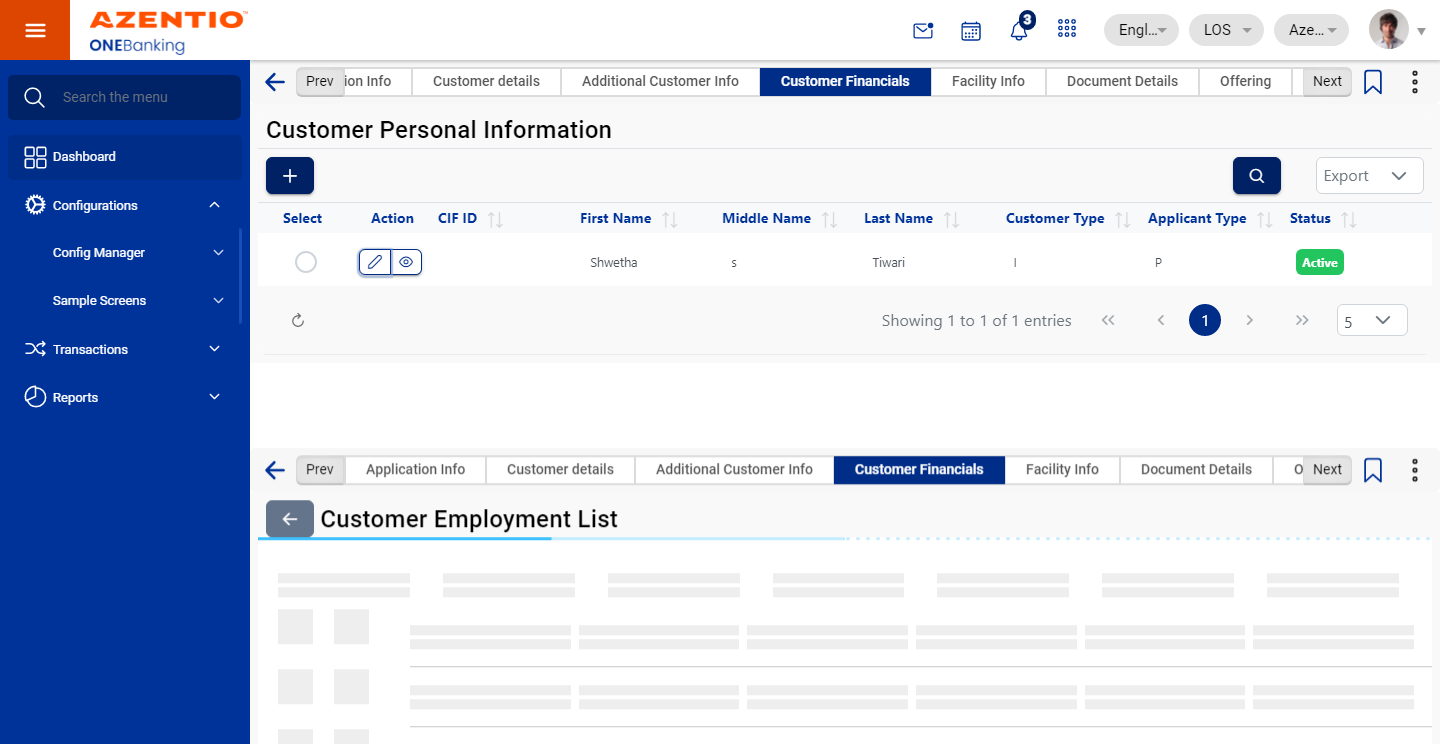 AZENTIO™
ONEBanking
3
Engl...
LOS
Aze...
Search the menu
Dashboard
Configurations
Config Manager
Sample Screens
Transactions
Reports
Prev ion Info Customer details Additional Customer Info Customer Financials Facility Info Document Details Offering Next
Customer Personal Information
+
Export
Select Action CIF ID First Name Middle Name Last Name Customer Type Applicant Type Status
Shwetha s Tiwari I P Active
Showing 1 to 1 of 1 entries 1 5
Prev Application Info Customer details Additional Customer Info Customer Financials Facility Info Document Details O Next
Customer Employment List